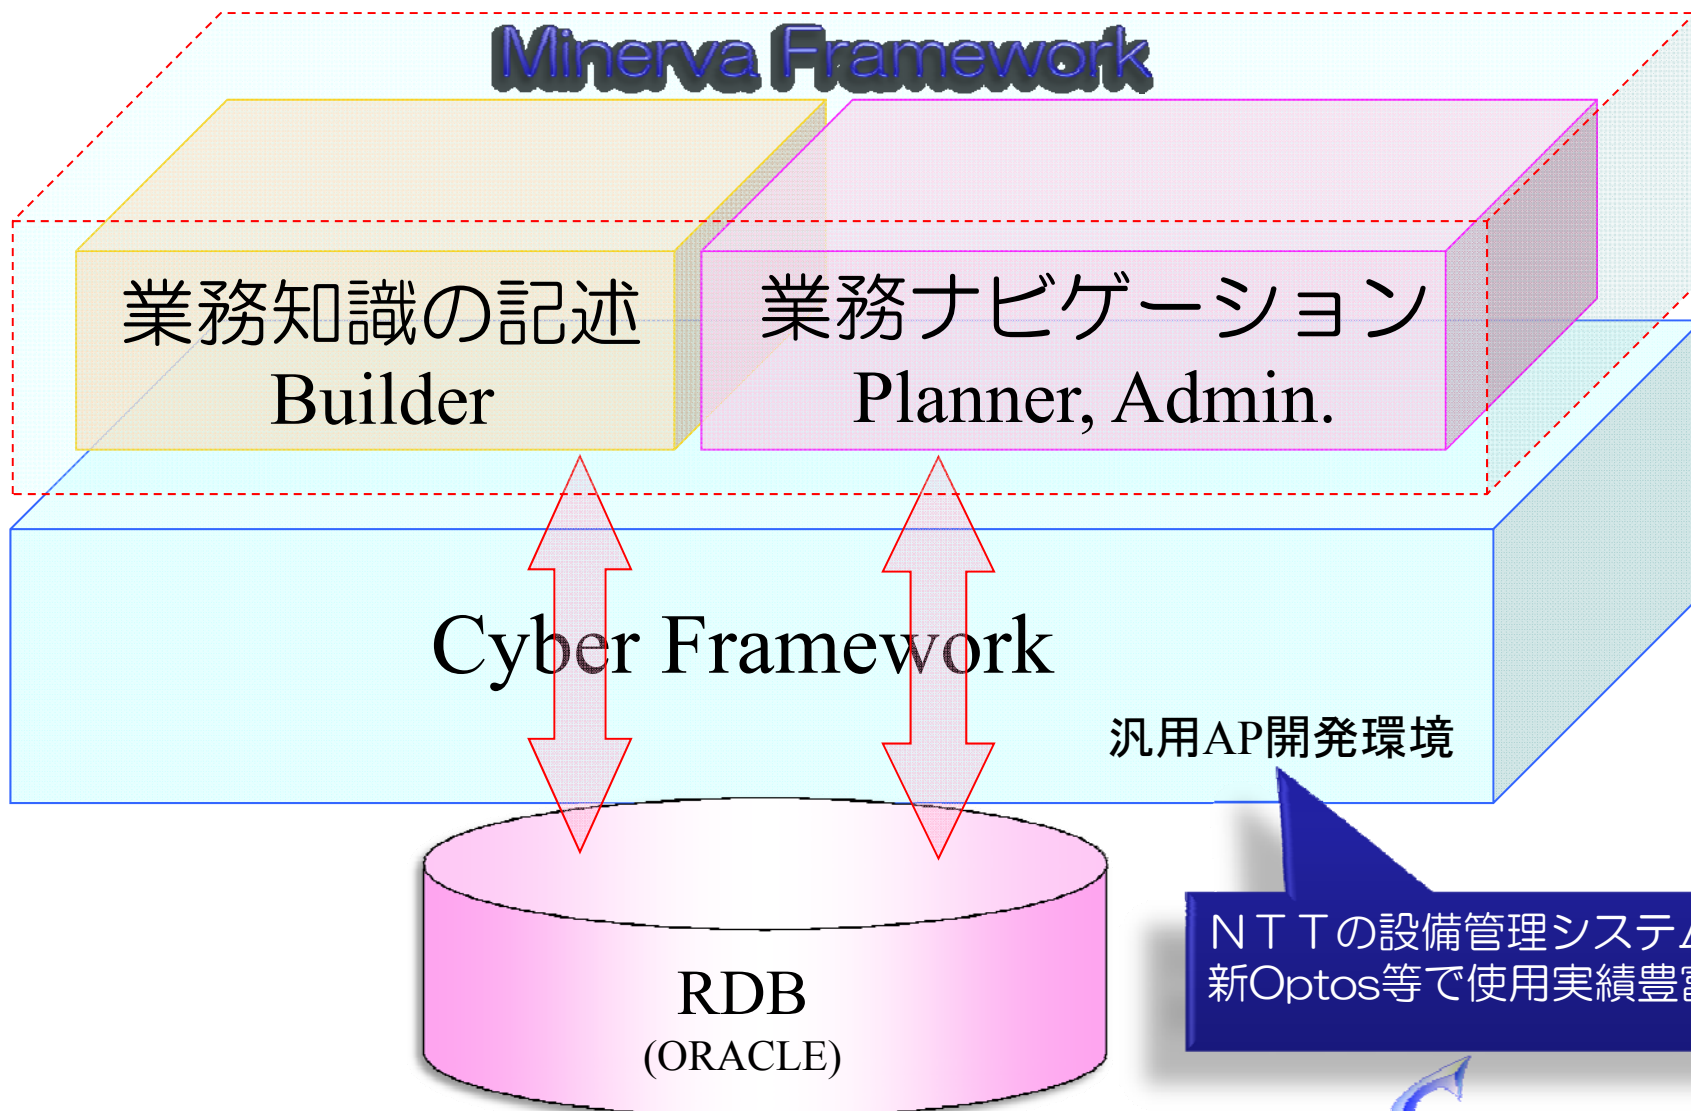 Minerva Framework
業務知識の記述
Builder
業務ナビゲーション
Planner, Admin.
Cyber Framework
汎用AP開発環境
ＮＴＴの設備管理システム
新Optos等で使用実績豊富
RDB
(ORACLE)